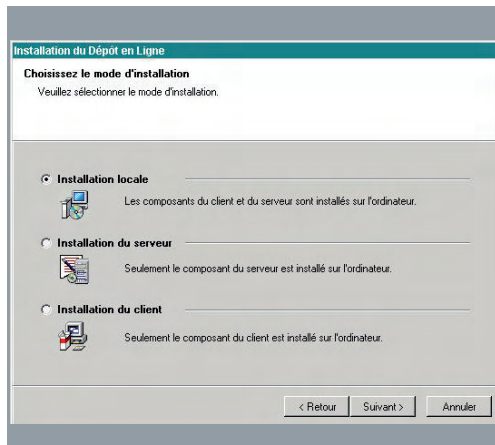 Installation du Dépôt en Ligne
Choisissez le mode d'installation
Veuillez sélectionner le mode d'installation.
Installation locale
Les composants du client et du serveur sont installés sur l'ordinateur.
Installation du serveur
Seulement le composant du serveur est installé sur l'ordinateur.
Installation du client
Seulement le composant du client est installé sur l'ordinateur.
< Retour
Suivant >
Annuler